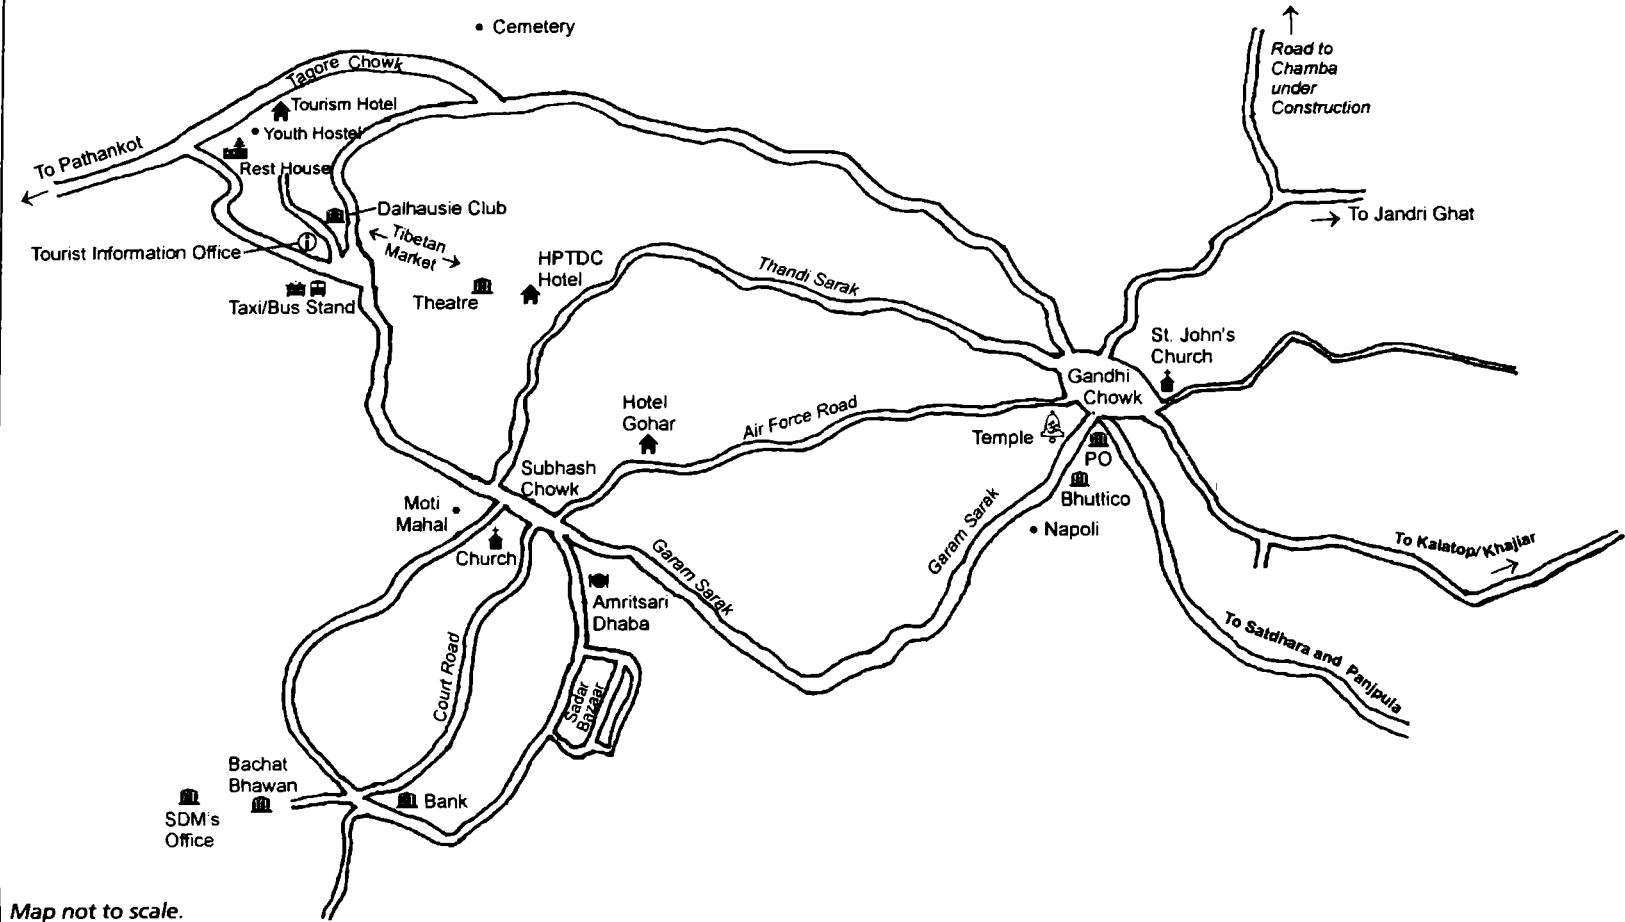 Cemetery
Tagore Chowk
Tourism Hotel
Youth Hostel
To Pathankot
Rest House
Dalhausie Club
Tourist Information Office
Tibetan
Market
Taxi/Bus Stand
Theatre
HPTDC
Hotel
Thandi Sarak
Road to
Chamba
under
Construction
To Jandri Ghat
St. John's
Church
Gandhi
Chowk
Hotel
Gohar
Air Force Road
Temple
PO
Bhuttico
Napoli
Subhash
Chowk
Moti
Mahal
Church
Garam Sarak
Garam Sarak
To Kalatop/Khajiar
Amritsari
Dhaba
To Satdhara and Panjpula
Court Road
Sadar
Bazaar
Bachat
Bhawan
Bank
SDM's
Office
Map not to scale.